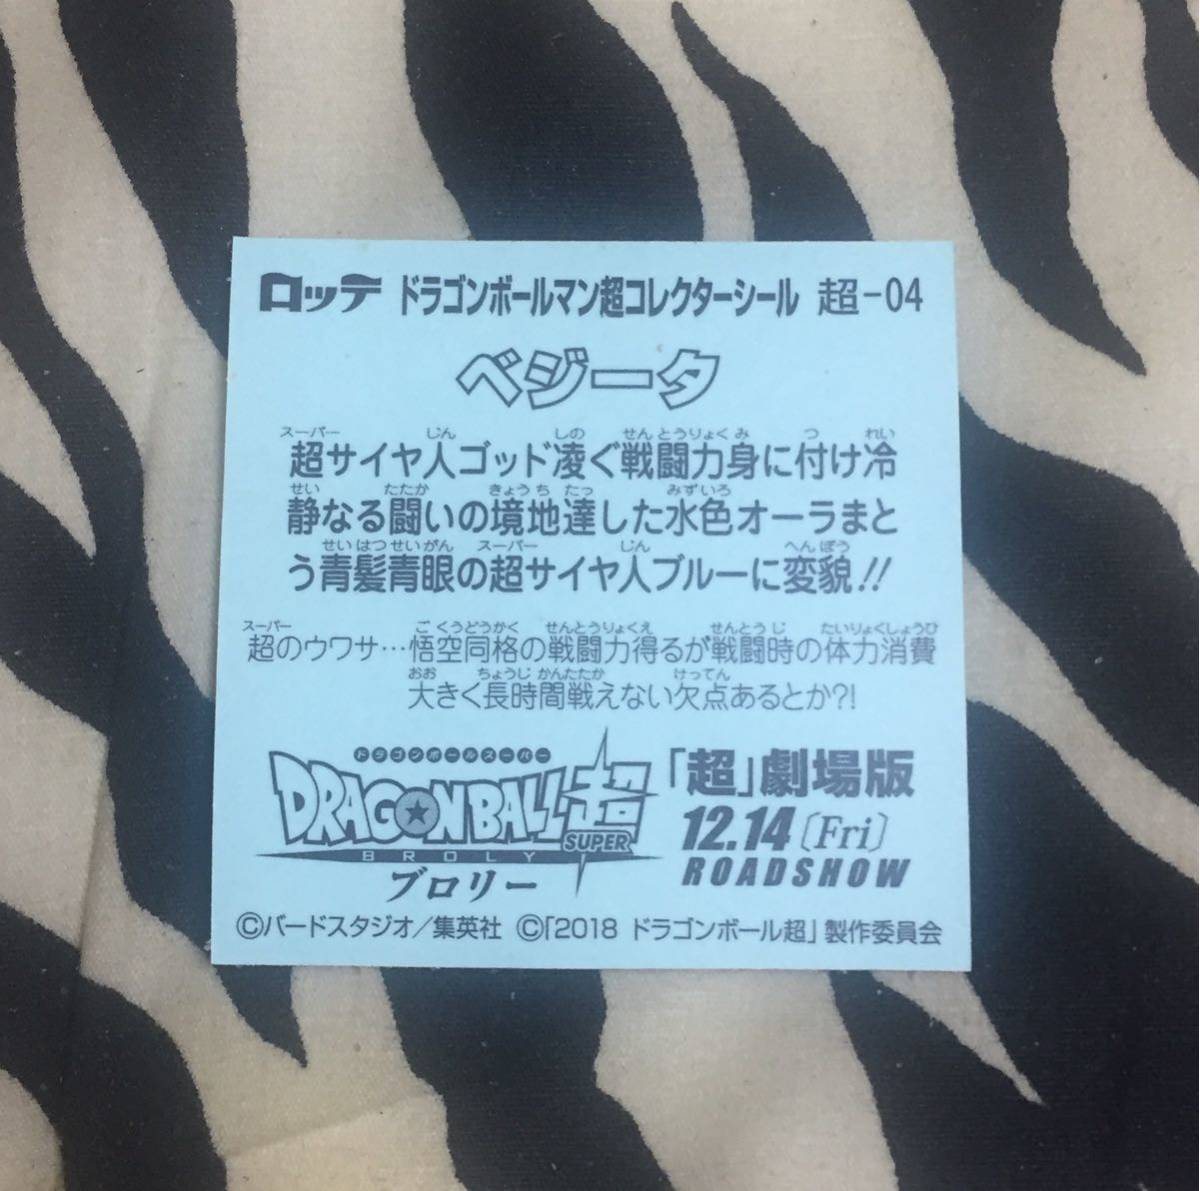 ロッテ ドラゴンボールマン超コレクターシール 超-04
ベジータ
スーパー じん しの せんとうりょくみ つ れい
超サイヤ人ゴッド凌ぐ戦闘力身に付け冷
せい たたか きょうち たっ みずいろ
静なる闘いの境地達した水色オーラまと
せいはつせいがん スーパー じん へんぼう
う青髪青眼の超サイヤ人ブルーに変貌!!
スーパー ごくうどうかく せんとうりょくえ せんとうじ たいりょくしょうひ
超のウワサ…悟空同格の戦闘力得るが戦闘時の体力消費
おお ちょうじかんたたか けってん
大きく長時間戦えない欠点あるとか?!
ドラゴンボールスーパー
DRAGONBALL超
SUPER
BROLY
ブロリー
「超」劇場版
12.14〔Fri〕
ROADSHOW
©バードスタジオ/集英社 ©「2018 ドラゴンボール超」製作委員会